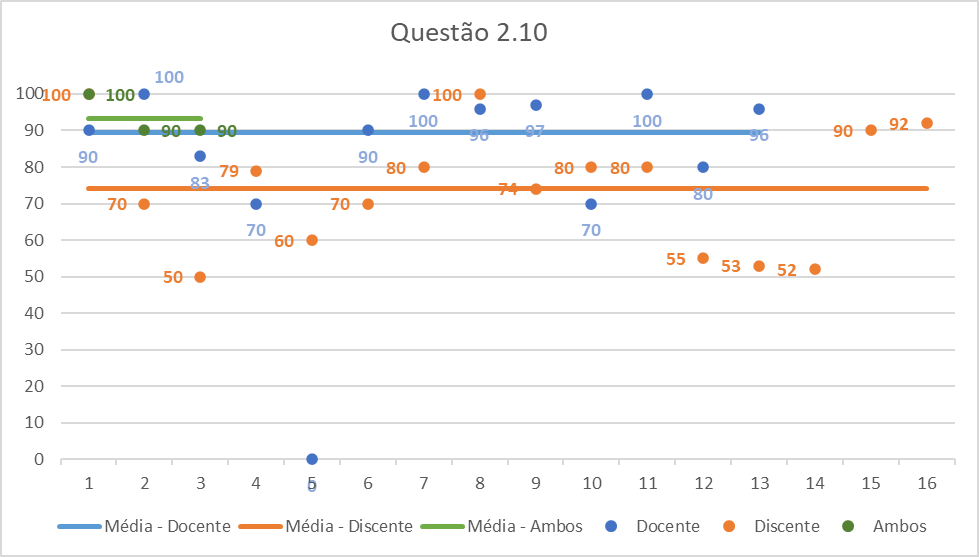 Questão 2.10
100
100
100 100 100 100 100
90 90 90 92
90 90 90 97 96 96
80 83 79 80 80 80 80
70 70 70 70 74 70
60 60
50 50 55 53 52
40
30
20
10
0 0
1 2 3 4 5 6 7 8 9 10 11 12 13 14 15 16
Média - Docente Média - Discente Média - Ambos Docente Discente Ambos